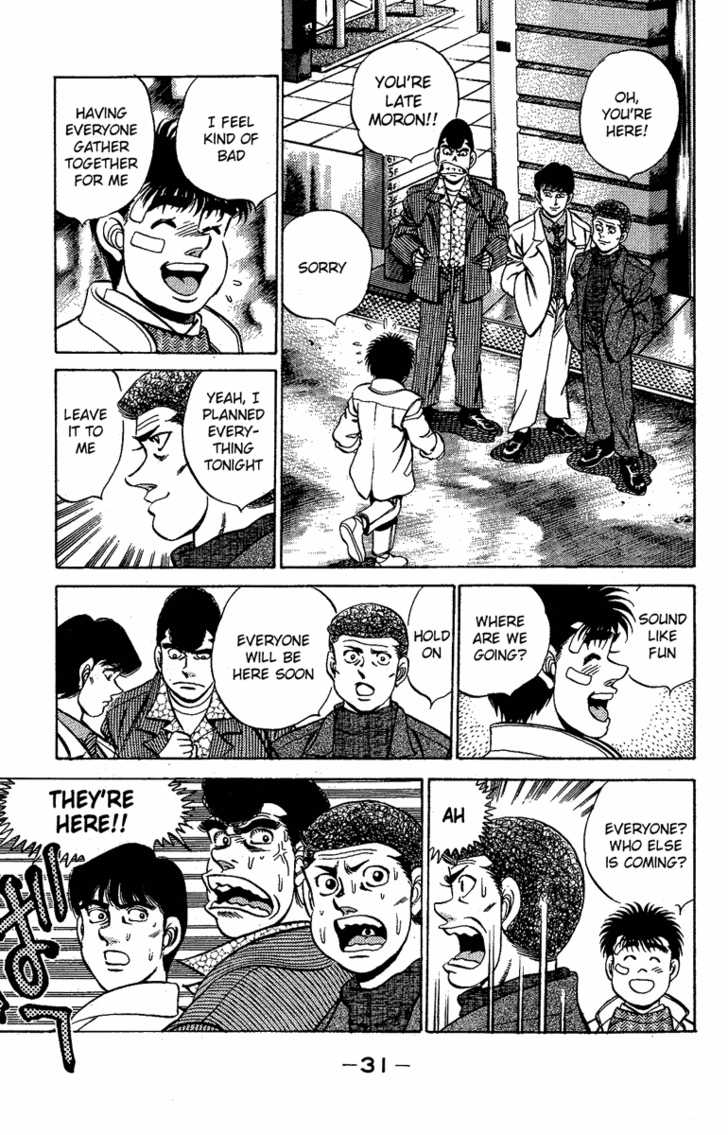 OH,
YOU'RE
HERE!
YOU'RE
LATE
MORON!!
SORRY
I FEEL
KIND OF
BAD
HAVING
EVERYONE
GATHER
TOGETHER
FOR ME
YEAH, I
PLANNED
EVERY-
THING
TONIGHT
LEAVE
IT TO
ME
SOUND
LIKE
FUN
WHERE
ARE WE
GOING?
HOLD
ON
EVERYONE
WILL BE
HERE SOON
EVERYONE?
WHO ELSE
IS COMING?
AH
THEY'RE
HERE!!
-31-